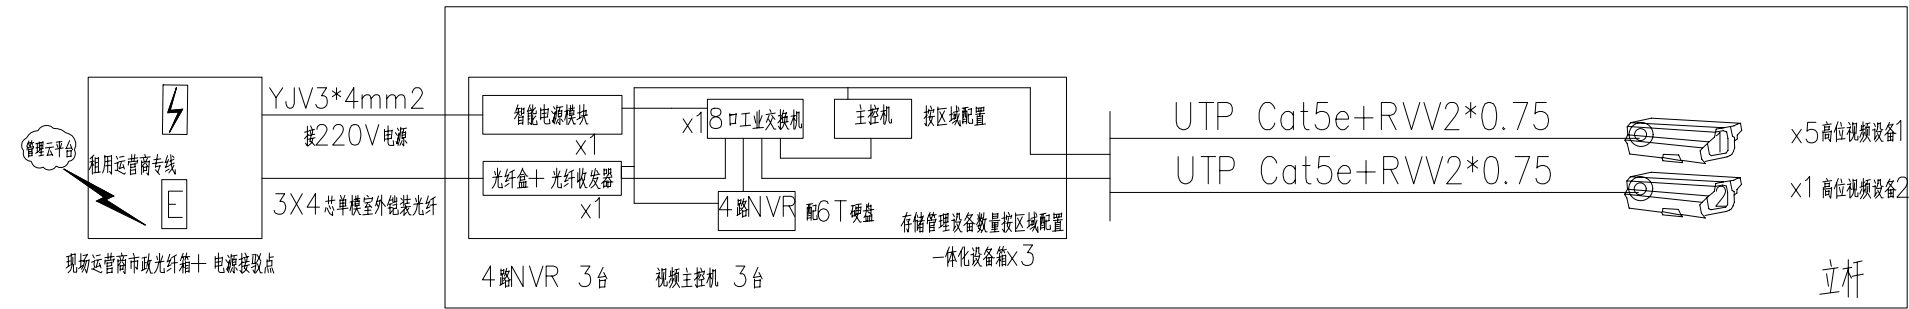 管理云平台
租用运营商专线
E
现场运营商市政光纤箱+ 电源接驳点
YJV3*4mm2
接220V电源
3X4芯单模室外铠装光纤
智能电源模块
x1
光纤盒+ 光纤收发器
x1
x1
8口工业交换机
主控机
按区域配置
4路NVR
配6T硬盘
存储管理设备数量按区域配置
一体化设备箱x3
4路NVR 3台
视频主控机 3台
UTP Cat5e+RVV2*0.75
UTP Cat5e+RVV2*0.75
1
x5高位视频设备1
2
x1高位视频设备2
立杆